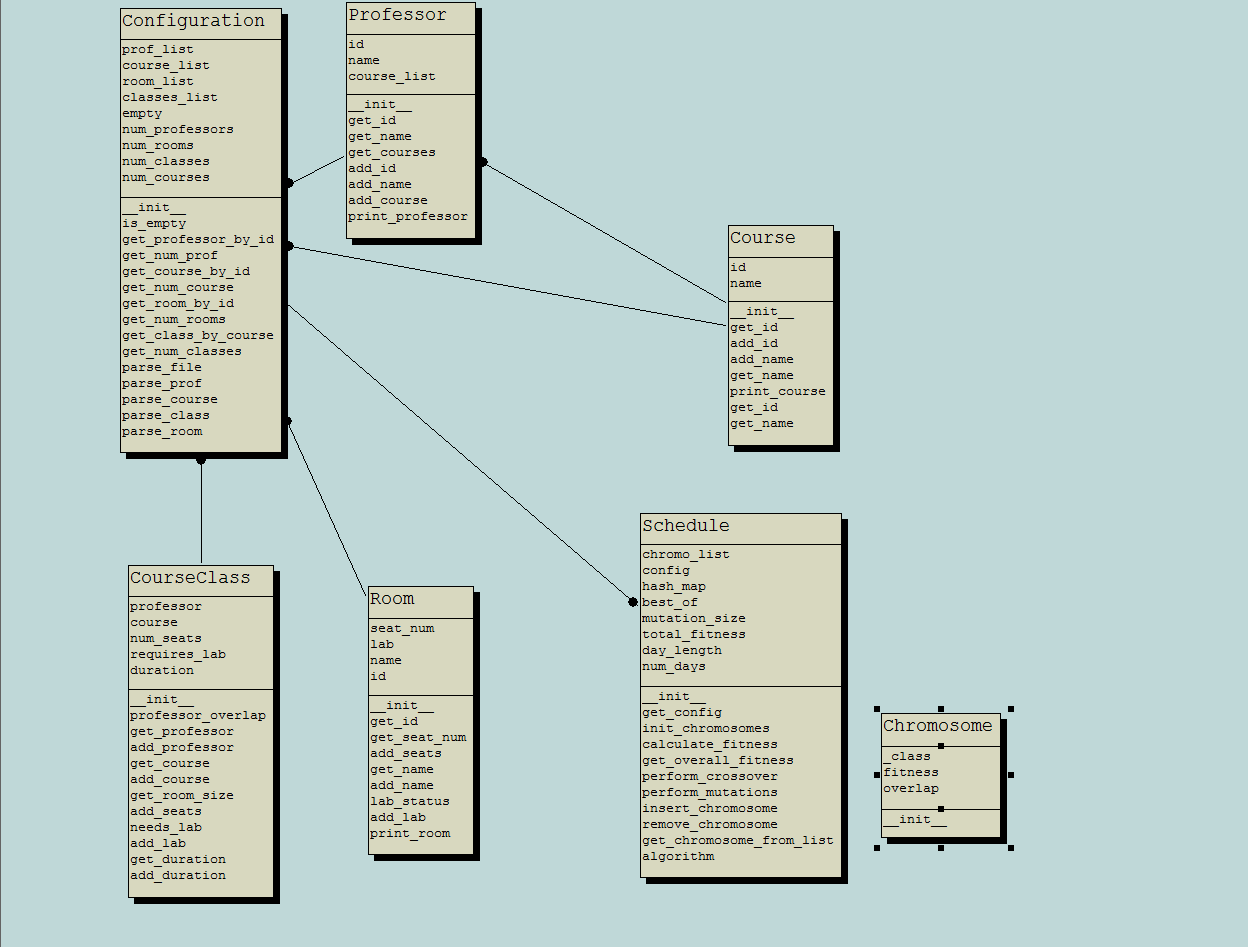 Configuration
prof_list
course_list
room_list
classes_list
empty
num_professors
num_rooms
num_classes
num_courses
__init__
is_empty
get_professor_by_id
get_num_prof
get_course_by_id
get_num_course
get_room_by_id
get_num_rooms
get_class_by_course
get_num_classes
parse_file
parse_prof
parse_course
parse_class
parse_room
Professor
id
name
course_list
__init__
get_id
get_name
get_courses
add_id
add_name
add_course
print_professor
Course
id
name
__init__
get_id
add_id
add_name
get_name
print_course
get_id
get_name
CourseClass
professor
course
num_seats
requires_lab
duration
__init__
professor_overlap
get_professor
add_professor
get_course
add_course
get_room_size
add_seats
needs_lab
add_lab
get_duration
add_duration
Room
seat_num
lab
name
id
__init__
get_id
get_seat_num
add_seats
get_name
add_name
lab_status
add_lab
print_room
Schedule
chromo_list
config
hash_map
best_of
mutation_size
total_fitness
day_length
num_days
__init__
get_config
init_chromosomes
calculate_fitness
get_overall_fitness
perform_crossover
perform_mutations
insert_chromosome
remove_chromosome
get_chromosome_from_list
algorithm
Chromosome
_class
fitness
overlap
__init__